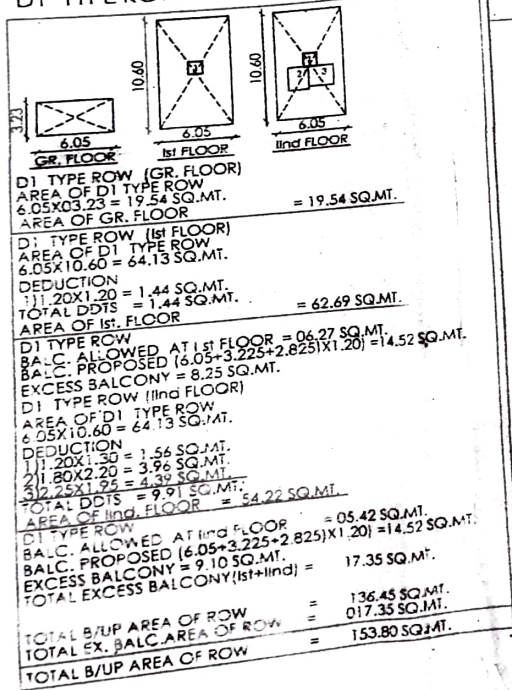 D1 TYPE RO
3.23
6.05
GR. FLOOR
10.60
6.05
Ist FLOOR
10.60
2 3
6.05
IInd FLOOR
D1 TYPE ROW (GR. FLOOR)
AREA OF D1 TYPE ROW
6.05X03.23 = 19.54 SQ.MT.
AREA OF GR. FLOOR = 19.54 SQ.MT.
D1 TYPE ROW (Ist FLOOR)
AREA OF D1 TYPE ROW
6.05X10.60 = 64.13 SQ.MT.
DEDUCTION
1)1.20X1.20 = 1.44 SQ.MT.
TOTAL DDTS = 1.44 SQ.MT.
AREA OF Ist. FLOOR = 62.69 SQ.MT.
D1 TYPE ROW
BALC. ALLOWED AT Ist FLOOR = 06.27 SQ.MT.
BALC. PROPOSED (6.05+3.225+2.825)X1.20) =14.52 SQ.MT.
EXCESS BALCONY = 8.25 SQ.MT.
D1 TYPE ROW (IInd FLOOR)
AREA OF D1 TYPE ROW
6.05X10.60 = 64.13 SQ.MT.
DEDUCTION
1)1.20X1.30 = 1.56 SQ.MT.
2)1.80X2.20 = 3.96 SQ.MT.
3)2.25X1.95 = 4.39 SQ.MT.
TOTAL DDTS = 9.91 SQ.MT.
AREA OF IInd. FLOOR = 54.22 SQ.MT.
D1 TYPE ROW
BALC. ALLOWED AT IInd FLOOR = 05.42 SQ.MT.
BALC. PROPOSED (6.05+3.225+2.825)X1.20) =14.52 SQ.MT.
EXCESS BALCONY = 9.10 SQ.MT.
TOTAL EXCESS BALCONY(Ist+IInd) = 17.35 SQ.MT.
TOTAL B/UP AREA OF ROW = 136.45 SQ.MT.
TOTAL EX. BALC.AREA OF ROW = 017.35 SQ.MT.
TOTAL B/UP AREA OF ROW = 153.80 SQ.MT.